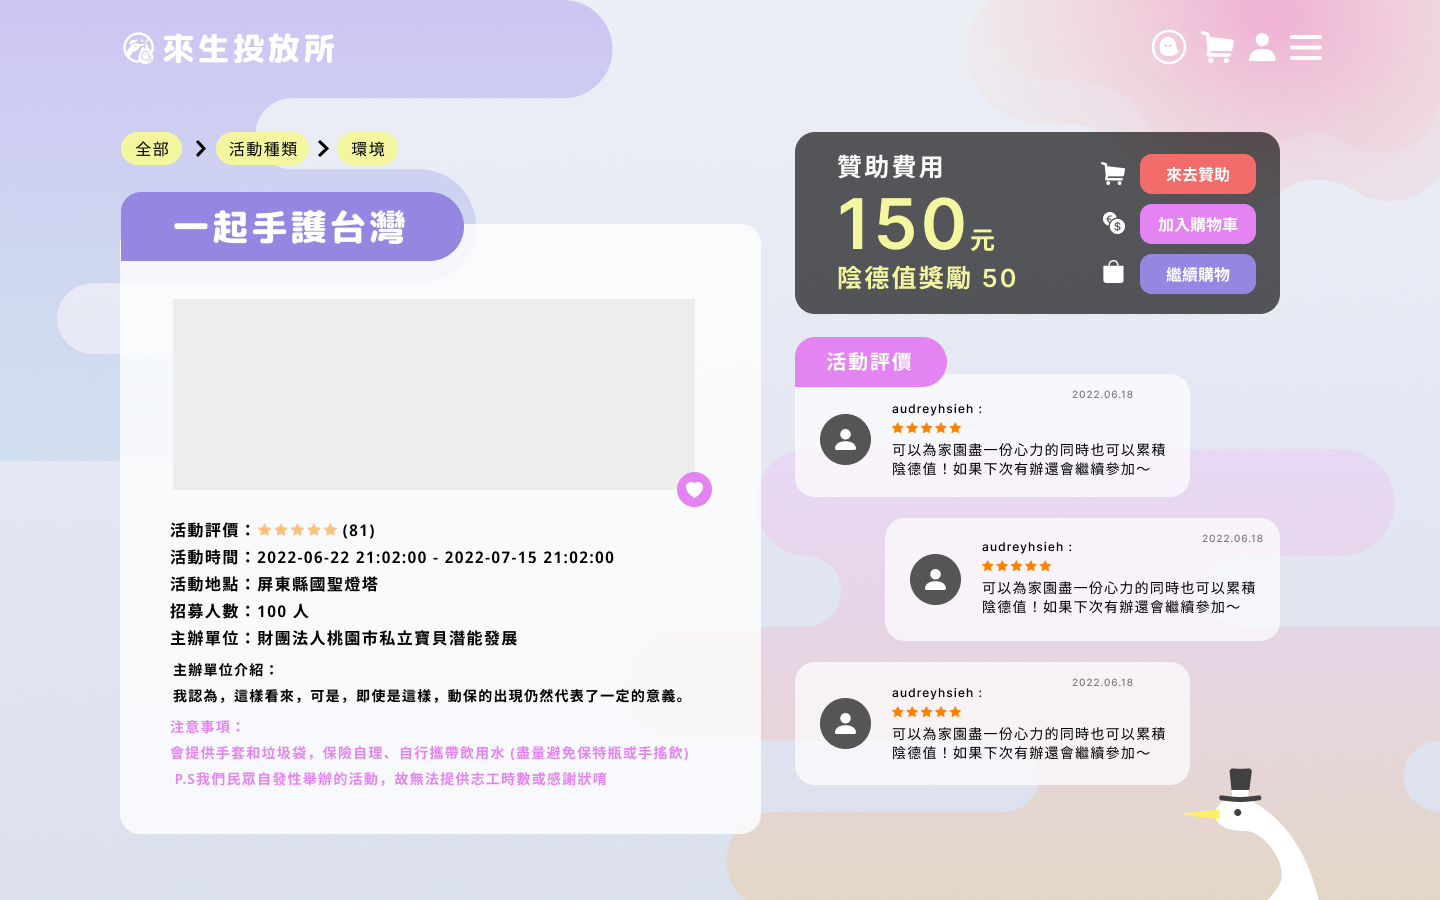 來生投放所
全部
活動種類
環境
一起手護台灣
活動評價：
(81)
活動時間：2022-06-22 21:02:00 - 2022-07-15 21:02:00
活動地點：屏東縣國聖燈塔
招募人數：100 人
主辦單位：財團法人桃園市私立寶貝潛能發展
主辦單位介紹：
我認為，這樣看來，可是，即使是這樣，動保的出現仍然代表了一定的意義。
注意事項：
會提供手套和垃圾袋，保險自理、自行攜帶飲用水 (盡量避免保特瓶或手搖飲)
P.S我們民眾自發性舉辦的活動，故無法提供志工時數或感謝狀唷
贊助費用
150元
陰德值獎勵 50
來去贊助
加入購物車
繼續購物
活動評價
2022.06.18
audreyhsieh :
可以為家園盡一份心力的同時也可以累積
陰德值！如果下次有辦還會繼續參加～
2022.06.18
audreyhsieh :
可以為家園盡一份心力的同時也可以累積
陰德值！如果下次有辦還會繼續參加～
2022.06.18
audreyhsieh :
可以為家園盡一份心力的同時也可以累積
陰德值！如果下次有辦還會繼續參加～